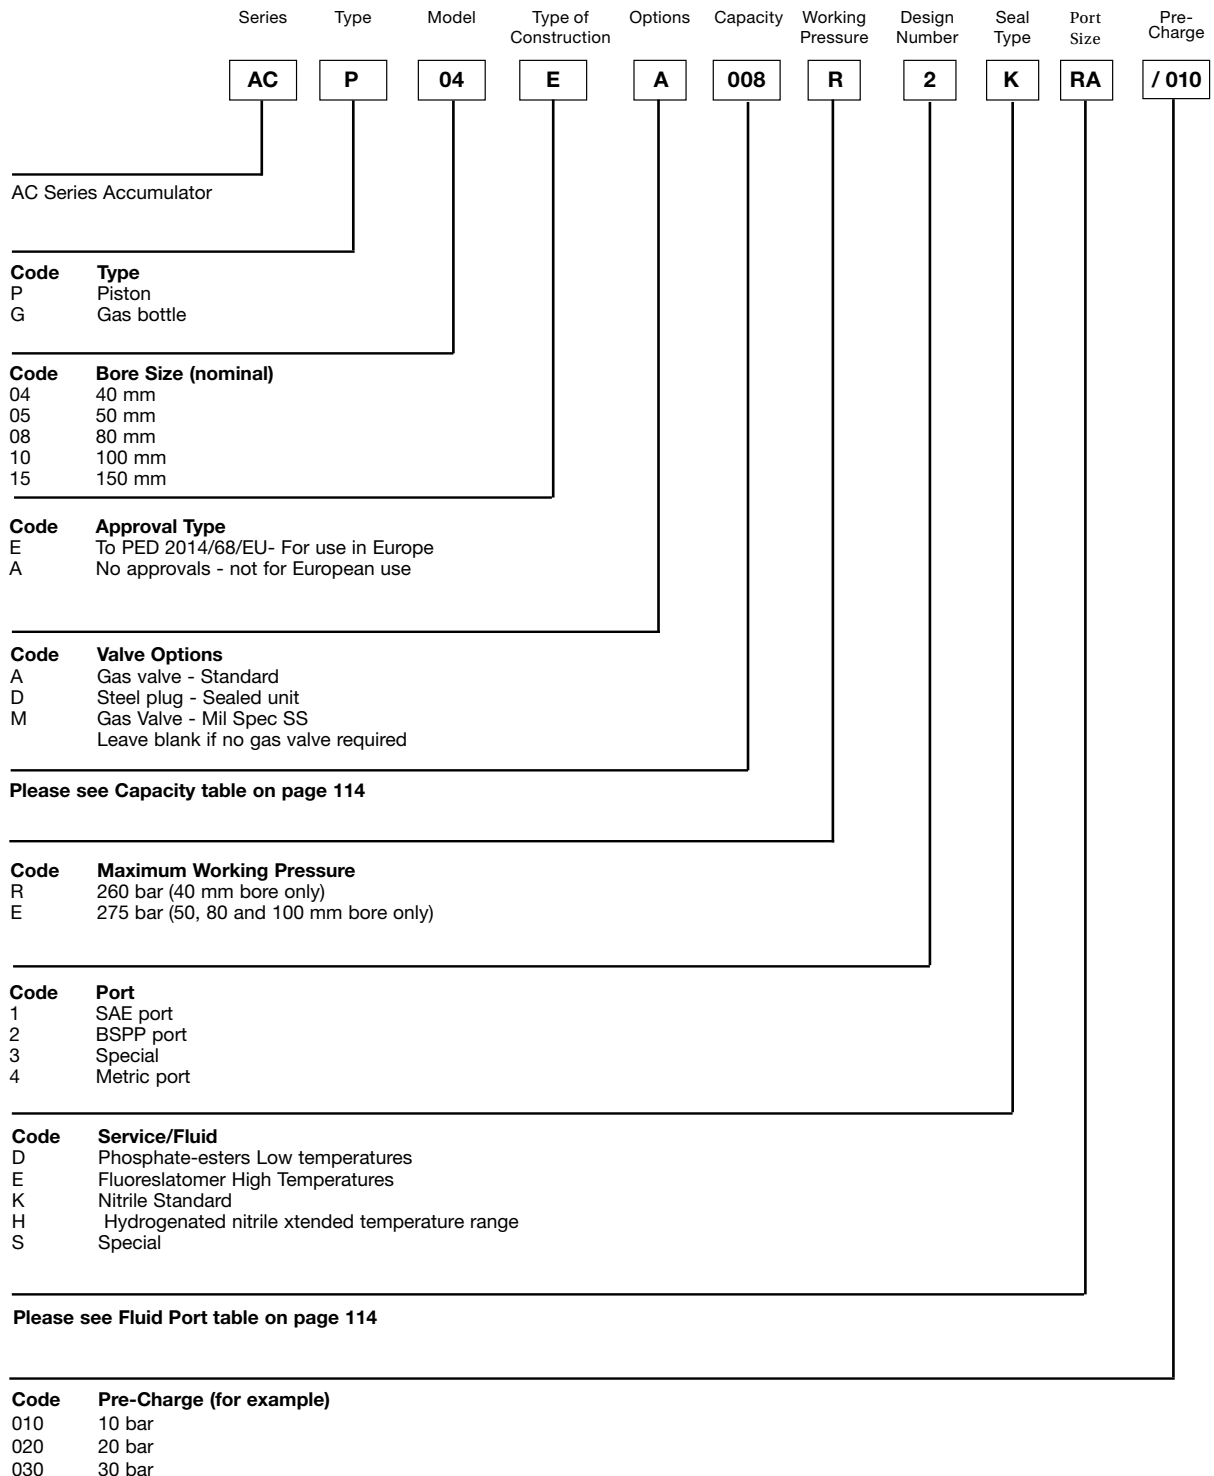 Series Type Model Type of Construction Options Capacity Working Pressure Design Number Seal Type Port Size Pre-Charge
AC P 04 E A 008 R 2 K RA / 010
AC Series Accumulator
Code Type
P Piston
G Gas bottle
Code Bore Size (nominal)
04 40 mm
05 50 mm
08 80 mm
10 100 mm
15 150 mm
Code Approval Type
E To PED 2014/68/EU- For use in Europe
A No approvals - not for European use
Code Valve Options
A Gas valve - Standard
D Steel plug - Sealed unit
M Gas Valve - Mil Spec SS
Leave blank if no gas valve required
Please see Capacity table on page 114
Code Maximum Working Pressure
R 260 bar (40 mm bore only)
E 275 bar (50, 80 and 100 mm bore only)
Code Port
1 SAE port
2 BSPP port
3 Special
4 Metric port
Code Service/Fluid
D Phosphate-esters Low temperatures
E Fluoreslatomer High Temperatures
K Nitrile Standard
H Hydrogenated nitrile xtended temperature range
S Special
Please see Fluid Port table on page 114
Code Pre-Charge (for example)
010 10 bar
020 20 bar
030 30 bar